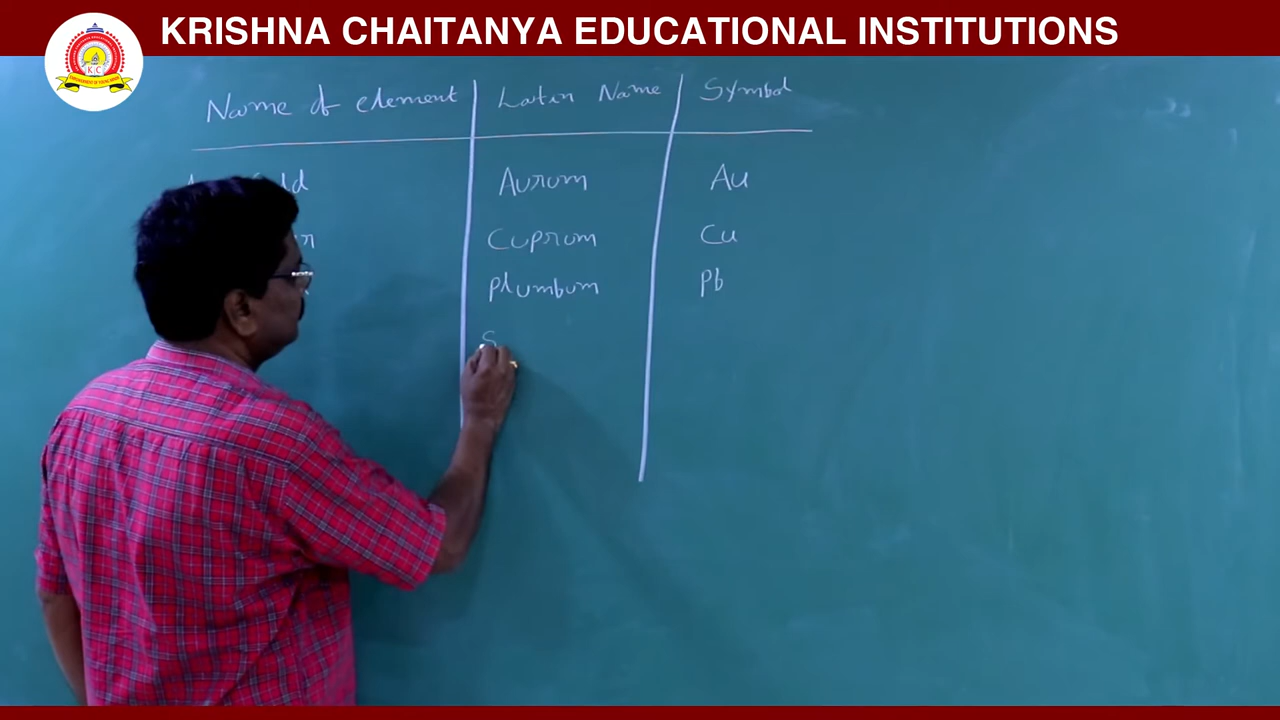 KRISHNA CHAITANYA EDUCATIONAL INSTITUTIONS
K C
Name of element Latin Name Symbol
Aurum Au
Cuprum Cu
Plumbum Pb
S